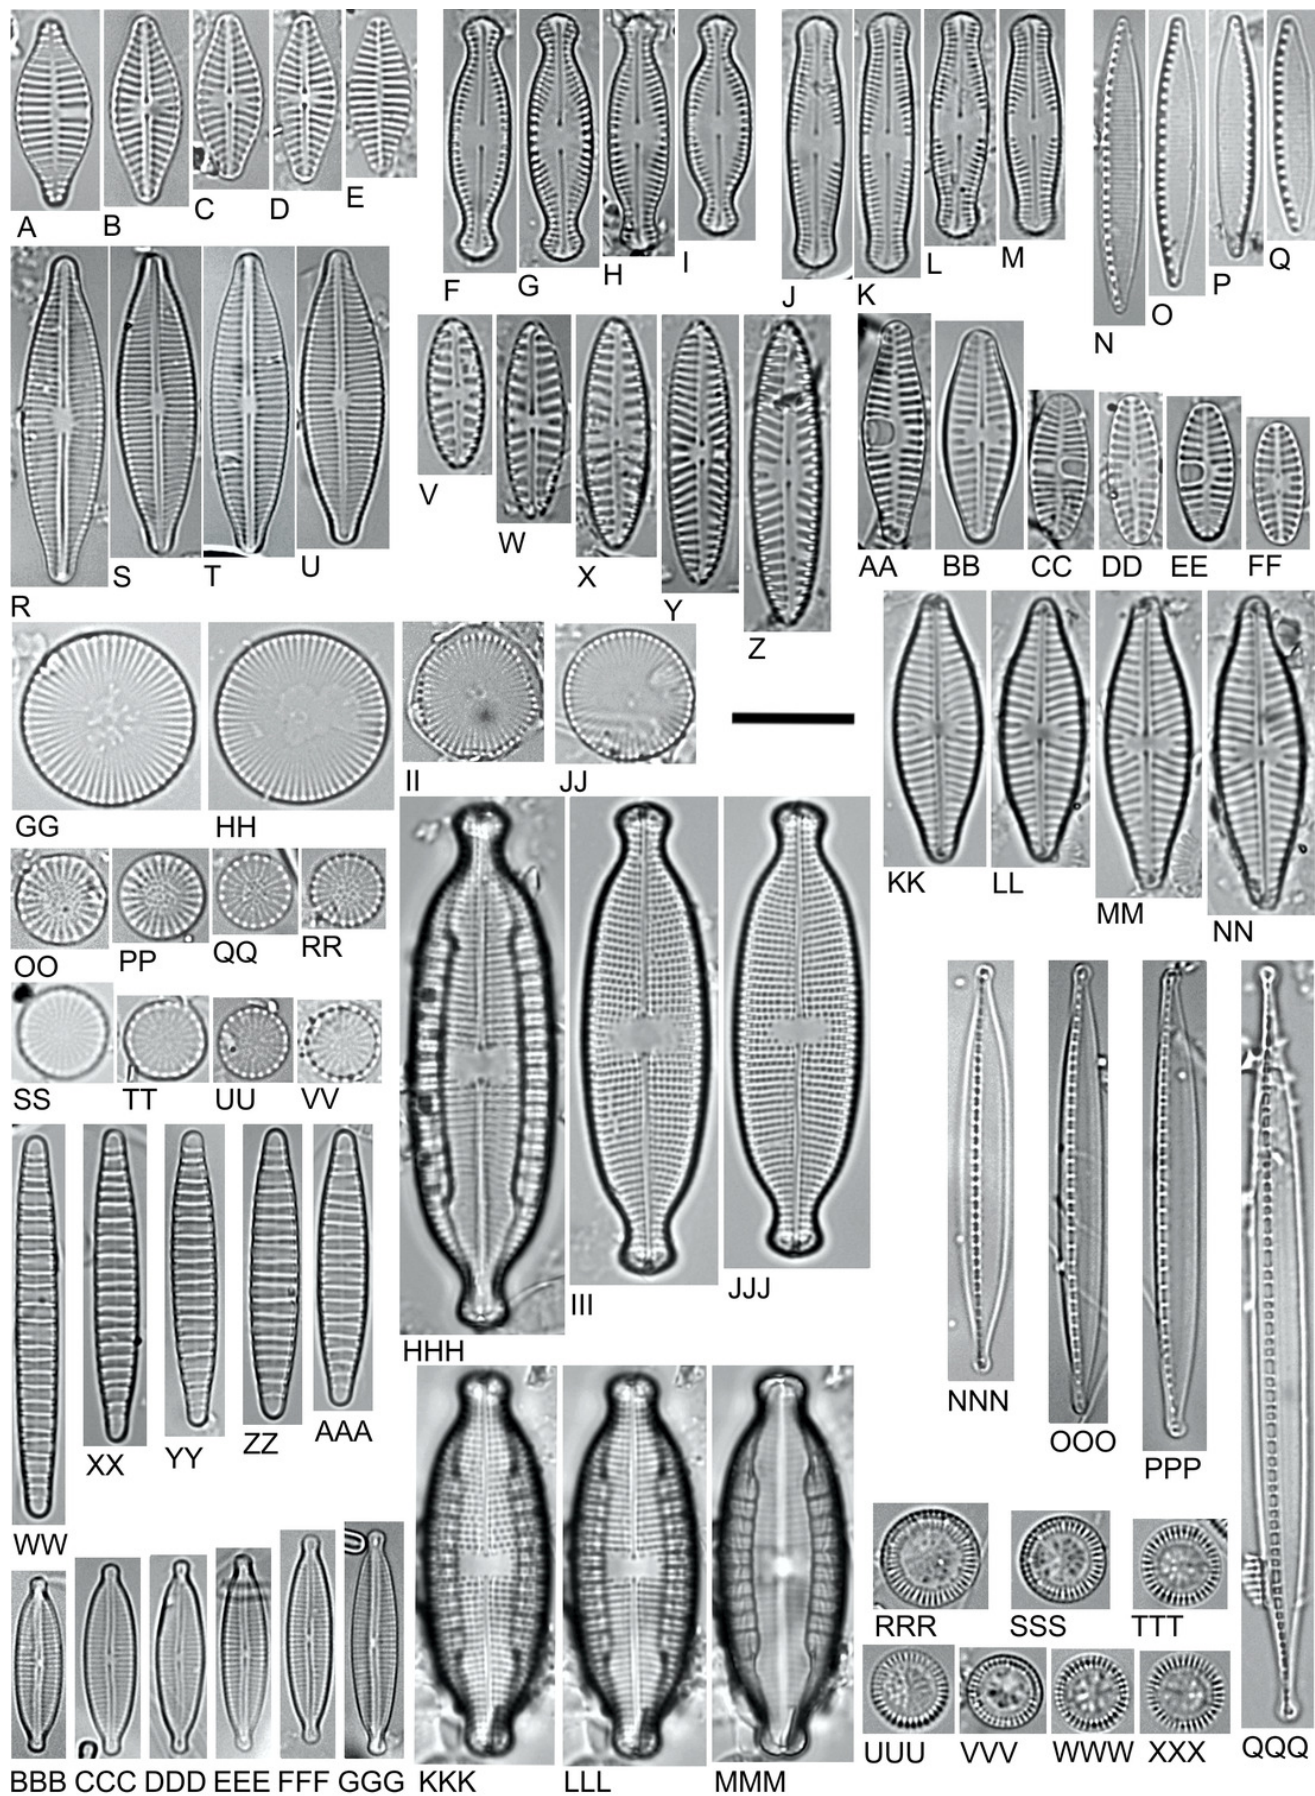 A B C D E
F G H I
J K L M
N O P Q
R S T U
V W X Y Z
AA BB CC DD EE FF
GG HH II JJ
KK LL MM NN
OO PP QQ RR
SS TT UU VV
WW XX YY ZZ AAA
HHH III JJJ
NNN OOO PPP QQQ
BBB CCC DDD EEE FFF GGG
KKK LLL MMM
RRR SSS TTT
UUU VVV WWW XXX